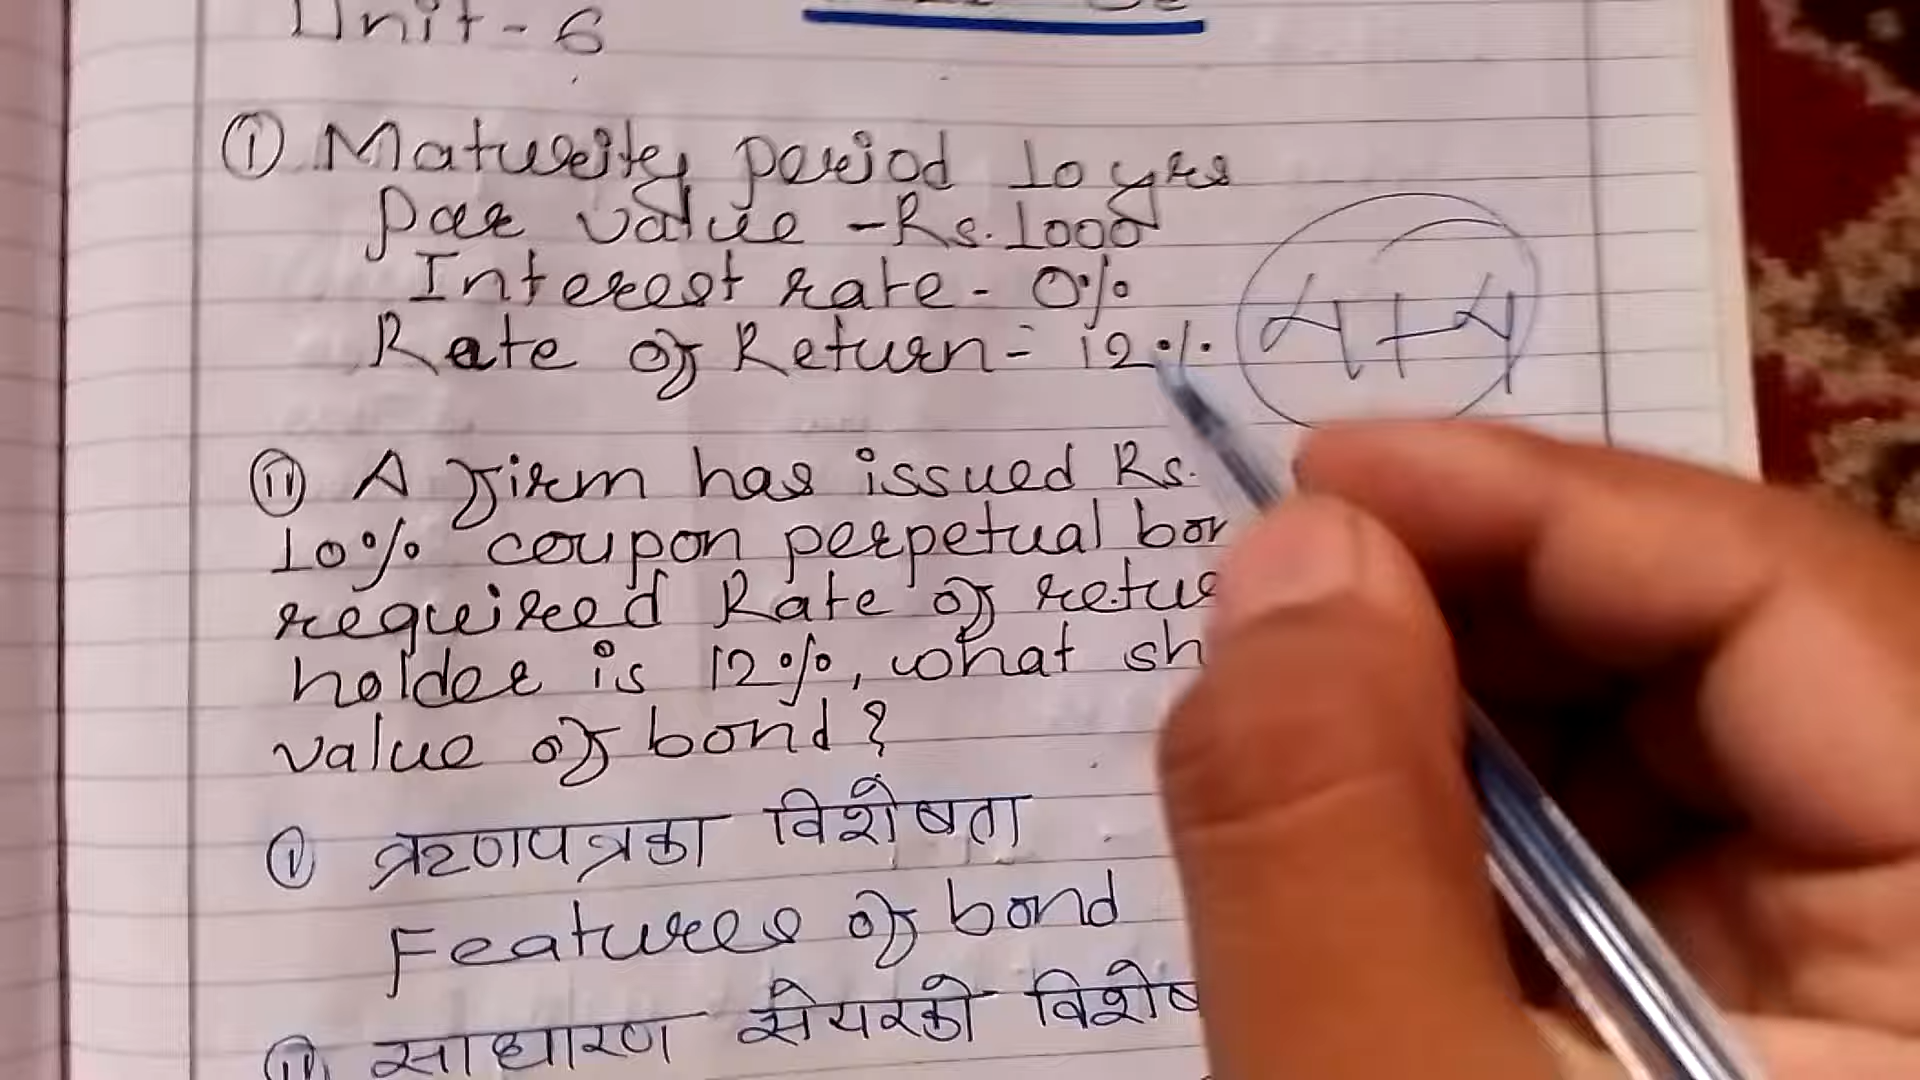 Unit - 6
① Maturity period 10 yrs
Par value - Rs. 1000
Interest rate - 0%
Rate of Return = 12%
4+4
⑪ A firm has issued Rs.
10% coupon perpetual bon
required Rate of retur
holder is 12%, what sh
value of bond?
① ऋणपत्रका विशेषता
Features of bond
⑪ साधारण सेयरको विशेष